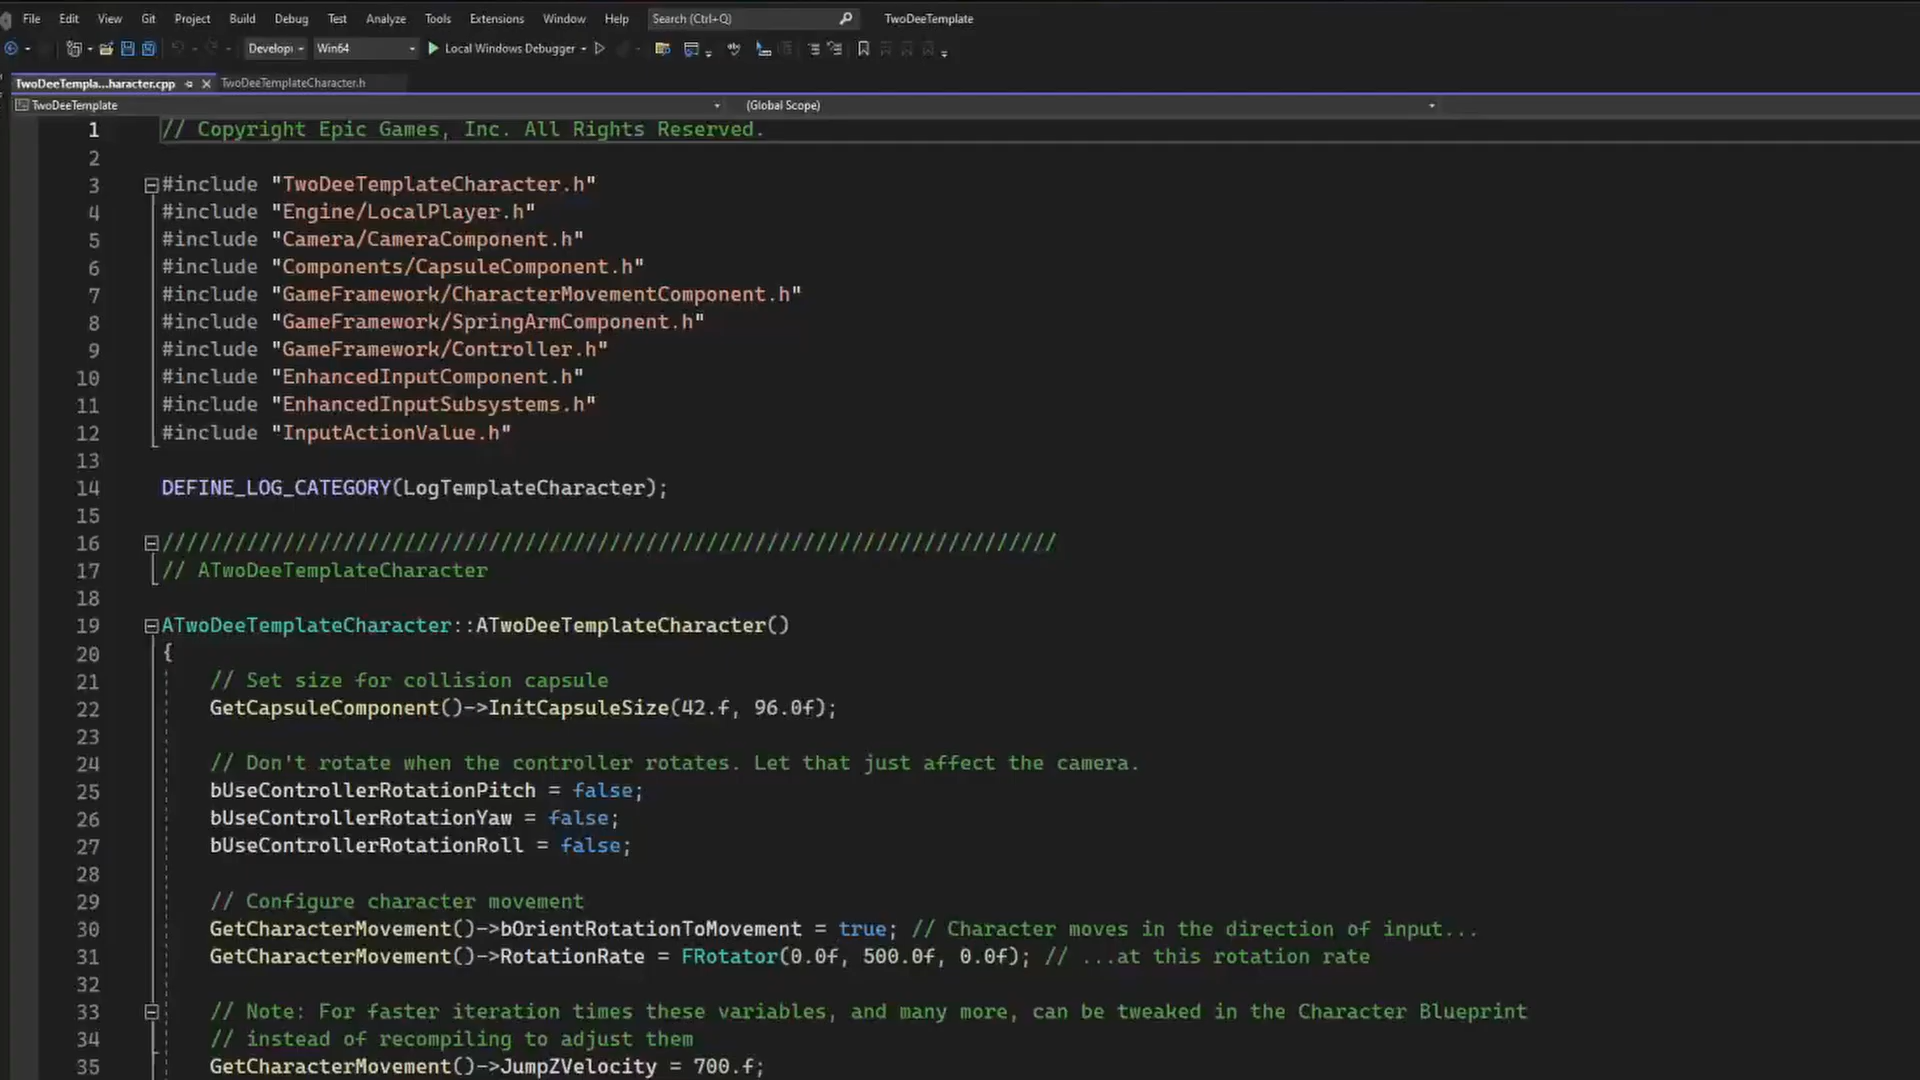 File Edit View Git Project Build Debug Test Analyze Tools Extensions Window Help Search (Ctrl+Q) TwoDeeTemplate
Develop Win64 Local Windows Debugger
TwoDeeTempla...haracter.cpp TwoDeeTemplateCharacter.h
TwoDeeTemplate (Global Scope)
1 // Copyright Epic Games, Inc. All Rights Reserved.
2
3 #include "TwoDeeTemplateCharacter.h"
4 #include "Engine/LocalPlayer.h"
5 #include "Camera/CameraComponent.h"
6 #include "Components/CapsuleComponent.h"
7 #include "GameFramework/CharacterMovementComponent.h"
8 #include "GameFramework/SpringArmComponent.h"
9 #include "GameFramework/Controller.h"
10 #include "EnhancedInputComponent.h"
11 #include "EnhancedInputSubsystems.h"
12 #include "InputActionValue.h"
13
14 DEFINE_LOG_CATEGORY(LogTemplateCharacter);
15
16 //////////////////////////////////////////////////////////////////////////
17 // ATwoDeeTemplateCharacter
18
19 ATwoDeeTemplateCharacter::ATwoDeeTemplateCharacter()
20 {
21 // Set size for collision capsule
22 GetCapsuleComponent()->InitCapsuleSize(42.f, 96.0f);
23
24 // Don't rotate when the controller rotates. Let that just affect the camera.
25 bUseControllerRotationPitch = false;
26 bUseControllerRotationYaw = false;
27 bUseControllerRotationRoll = false;
28
29 // Configure character movement
30 GetCharacterMovement()->bOrientRotationToMovement = true; // Character moves in the direction of input...
31 GetCharacterMovement()->RotationRate = FRotator(0.0f, 500.0f, 0.0f); // ...at this rotation rate
32
33 // Note: For faster iteration times these variables, and many more, can be tweaked in the Character Blueprint
34 // instead of recompiling to adjust them
35 GetCharacterMovement()->JumpZVelocity = 700.f;